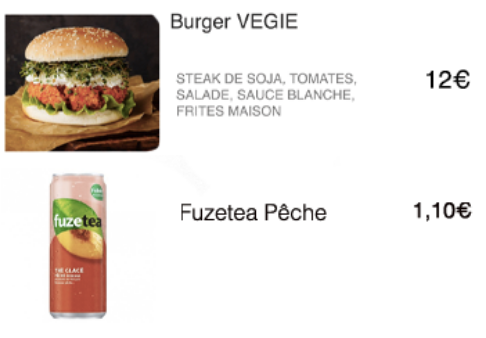 Burger VEGIE
STEAK DE SOJA, TOMATES,
SALADE, SAUCE BLANCHE,
FRITES MAISON
12€
fuzetea
THÉ GLACÉ
Fuzetea Pêche
1,10€